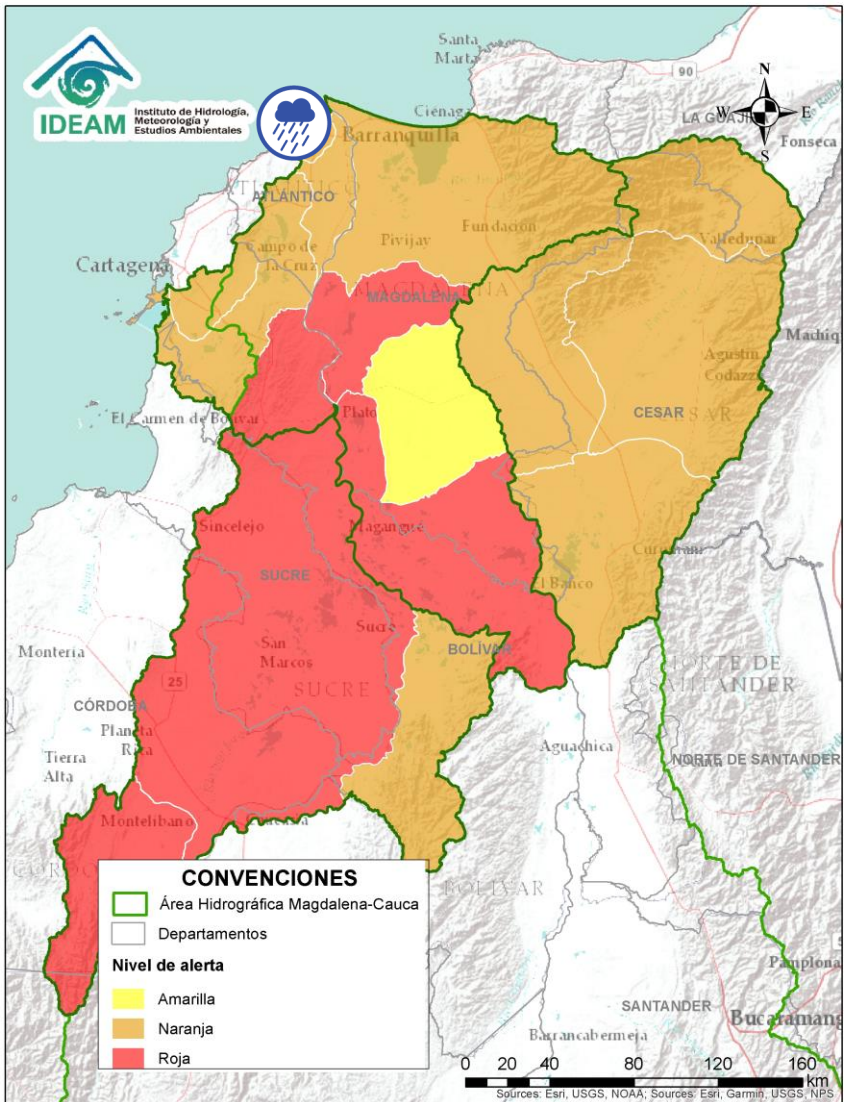 IDEAM
Instituto de Hidrología,
Meteorología y
Estudios Ambientales
Santa
Marta
90
N
W
E
S
LA GUAJIRA
Fonseca
Ciénaga
Barranquilla
ATLÁNTICO
Fundación
Valledupar
Pivijay
Campo de
la Cruz
Cartagena
MAGDALENA
Machiq
Agustín
Codazzi
Plato
CESAR
El Carmen de Bolívar
Sincelejo
Magangué
Curumaní
SUCRE
El Banco
Sucre
San
Marcos
BOLÍVAR
Montería
SUCRE
NORTE DE
SANTANDER
25
CÓRDOBA
Planeta
Rica
Aguachica
Tierra
Alta
NORTE DE SANTANDER
Montelíbano
Caucasia
BOLÍVAR
CONVENCIONES
Área Hidrográfica Magdalena-Cauca
Departamentos
Nivel de alerta
Amarilla
Naranja
Roja
Pamplona
SANTANDER
Bucaramang
Barrancabermeja
0 20 40 80 120 160
km
Sources: Esri, USGS, NOAA; Sources: Esri, Garmin, USGS, NPS